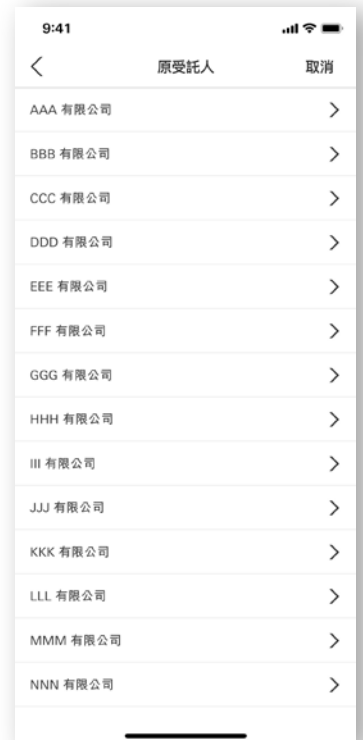 9:41
原受託人 取消
AAA 有限公司
BBB 有限公司
CCC 有限公司
DDD 有限公司
EEE 有限公司
FFF 有限公司
GGG 有限公司
HHH 有限公司
III 有限公司
JJJ 有限公司
KKK 有限公司
LLL 有限公司
MMM 有限公司
NNN 有限公司